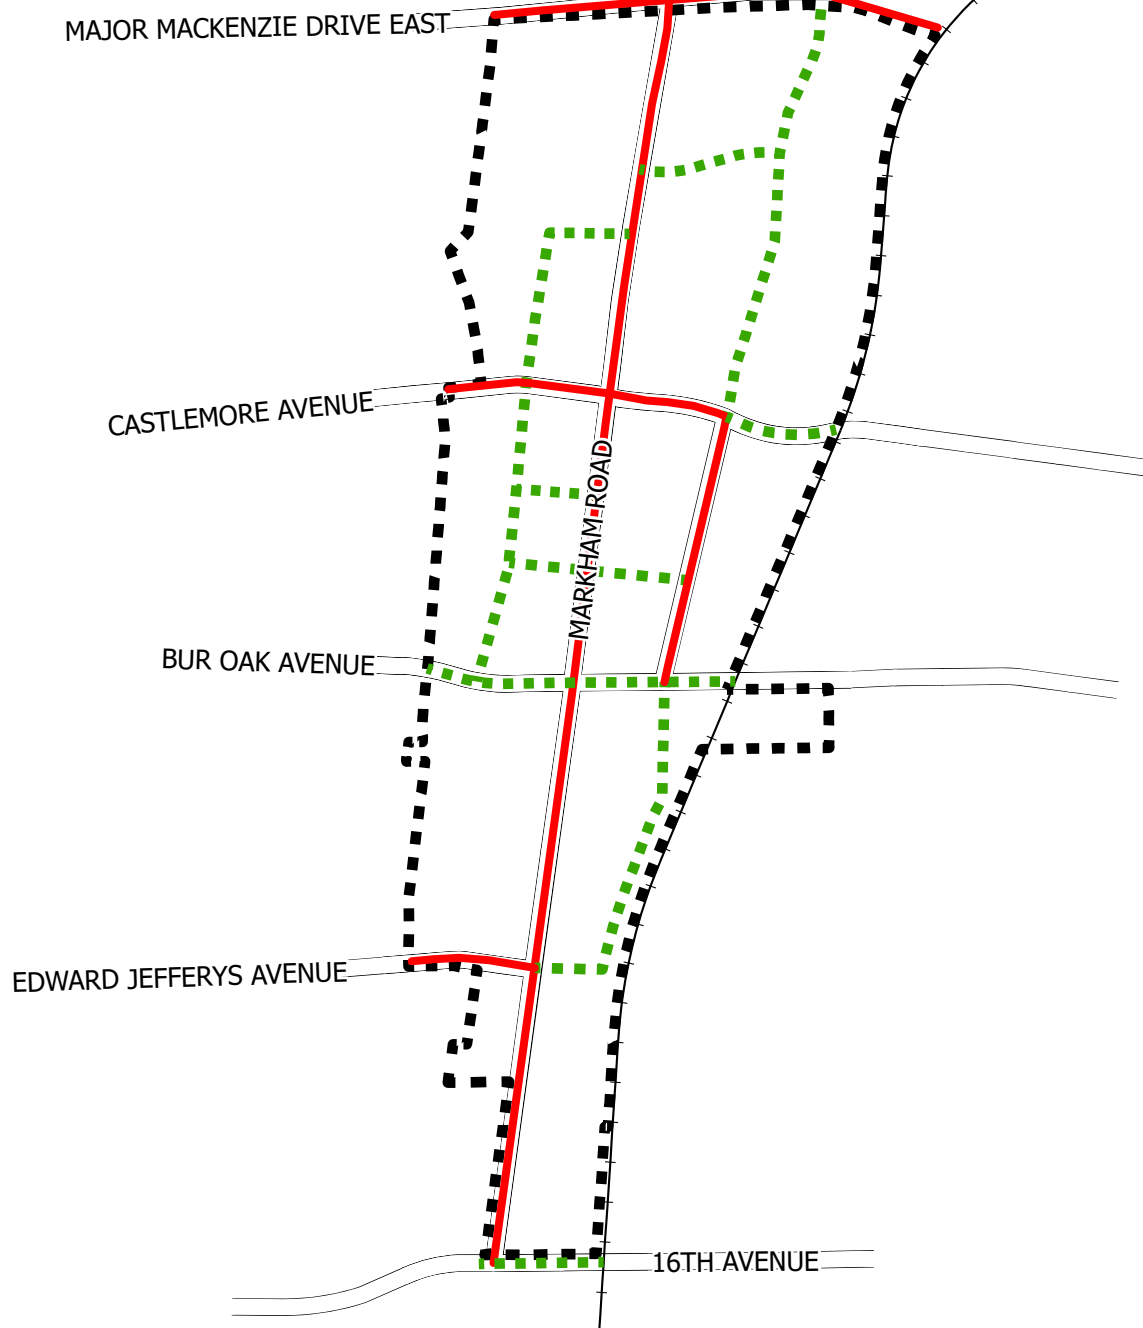 MAJOR MACKENZIE DRIVE EAST
CASTLEMORE AVENUE
MARKHAM ROAD
BUR OAK AVENUE
EDWARD JEFFERYS AVENUE
16TH AVENUE